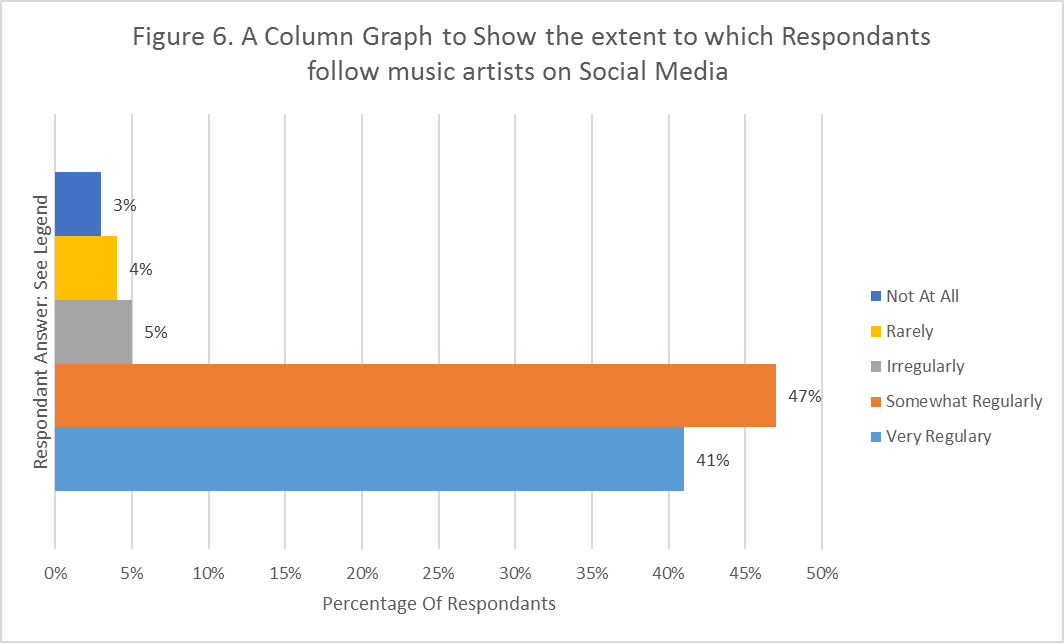 Figure 6. A Column Graph to Show the extent to which Respondants
follow music artists on Social Media
Respondant Answer: See Legend
3%
4%
5%
47%
41%
0% 5% 10% 15% 20% 25% 30% 35% 40% 45% 50%
Percentage Of Respondants
Not At All
Rarely
Irregularly
Somewhat Regularly
Very Regulary